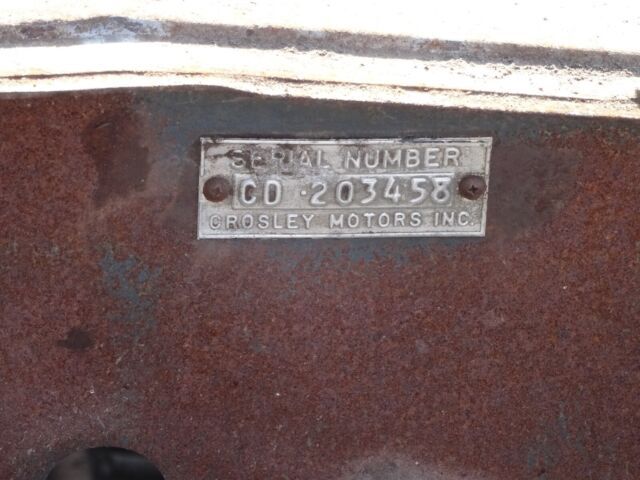 SERIAL NUMBER
CD·203458
CROSLEY MOTORS INC.